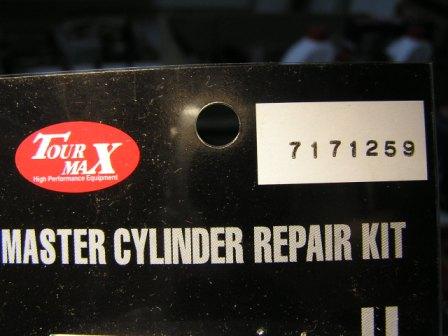 TOUR MAX
High Performance Equipment
7171259
MASTER CYLINDER REPAIR KIT